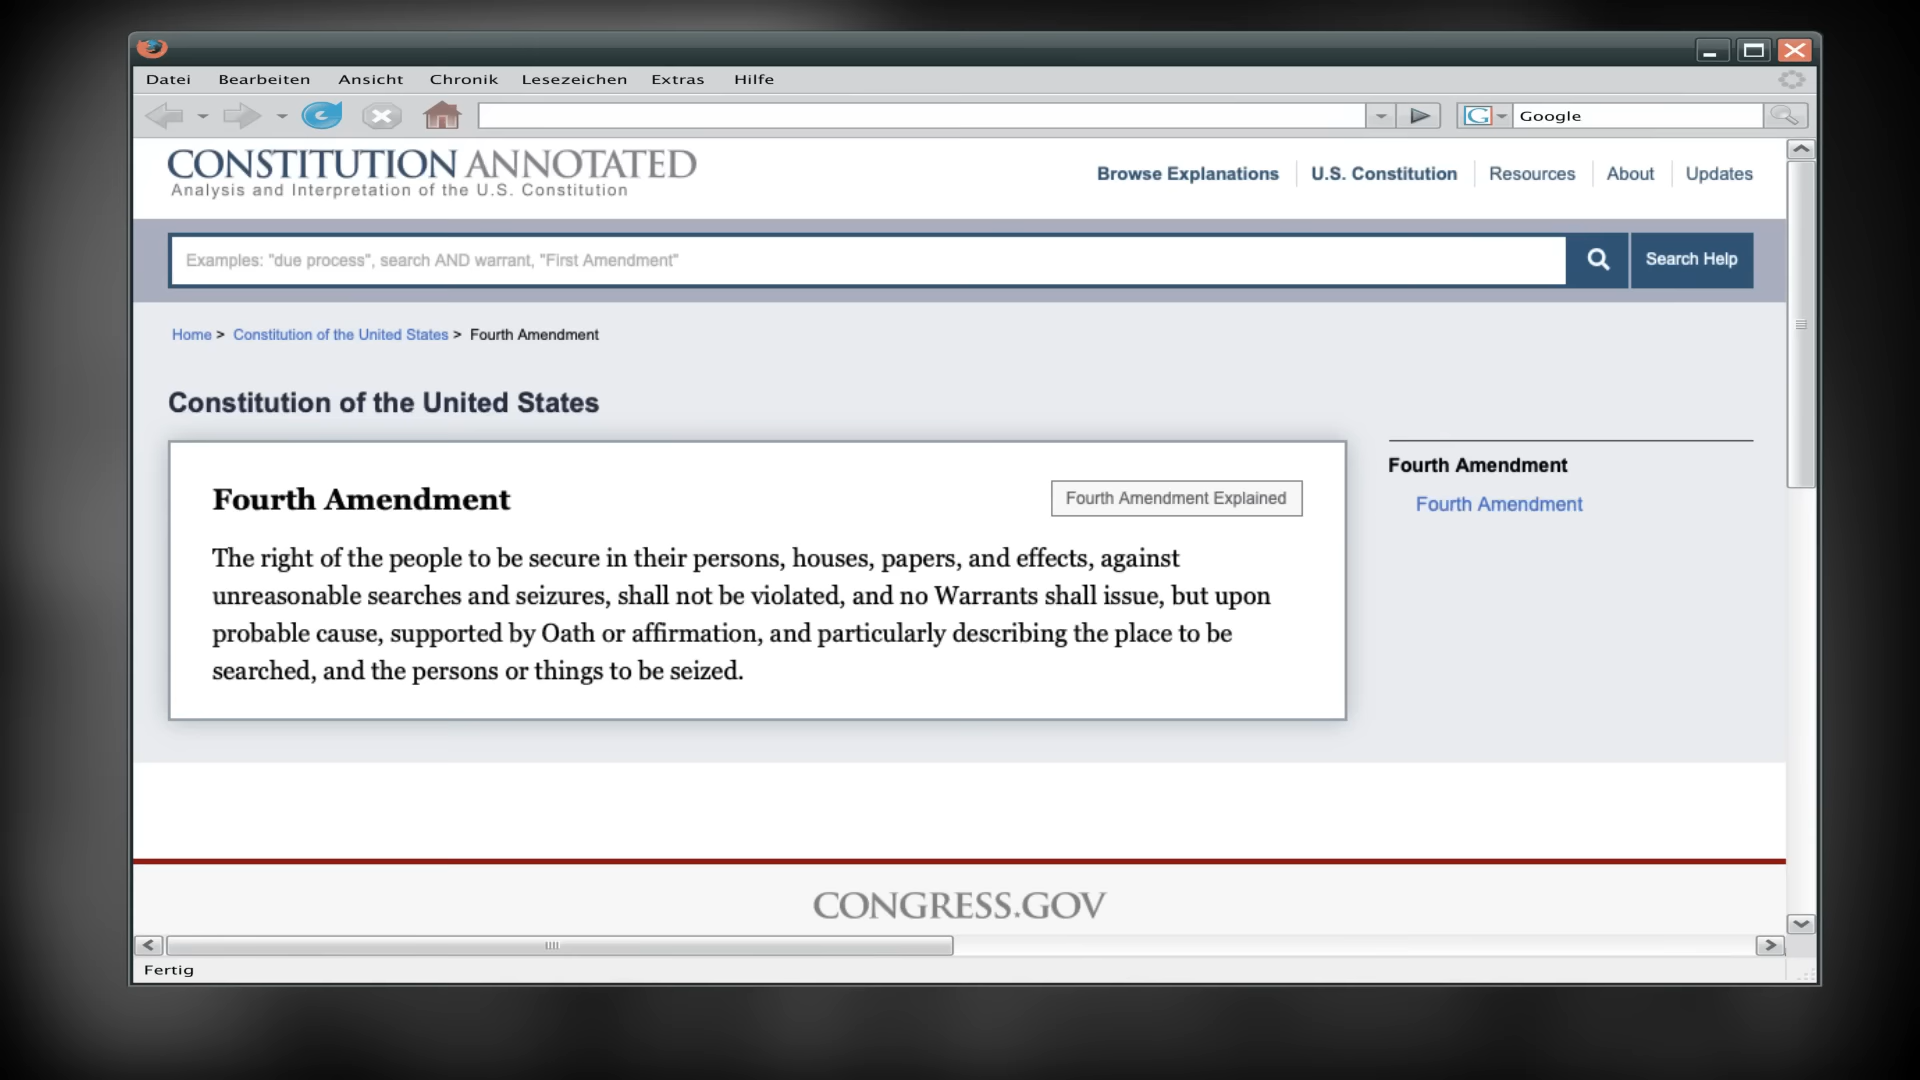 Datei Bearbeiten Ansicht Chronik Lesezeichen Extras Hilfe
Google
CONSTITUTION ANNOTATED
Analysis and Interpretation of the U.S. Constitution
Browse Explanations U.S. Constitution Resources About Updates
Examples: "due process", search AND warrant, "First Amendment"
Search Help
Home > Constitution of the United States > Fourth Amendment
Constitution of the United States
Fourth Amendment
Fourth Amendment Explained
The right of the people to be secure in their persons, houses, papers, and effects, against
unreasonable searches and seizures, shall not be violated, and no Warrants shall issue, but upon
probable cause, supported by Oath or affirmation, and particularly describing the place to be
searched, and the persons or things to be seized.
Fourth Amendment
Fourth Amendment
CONGRESS.GOV
Fertig